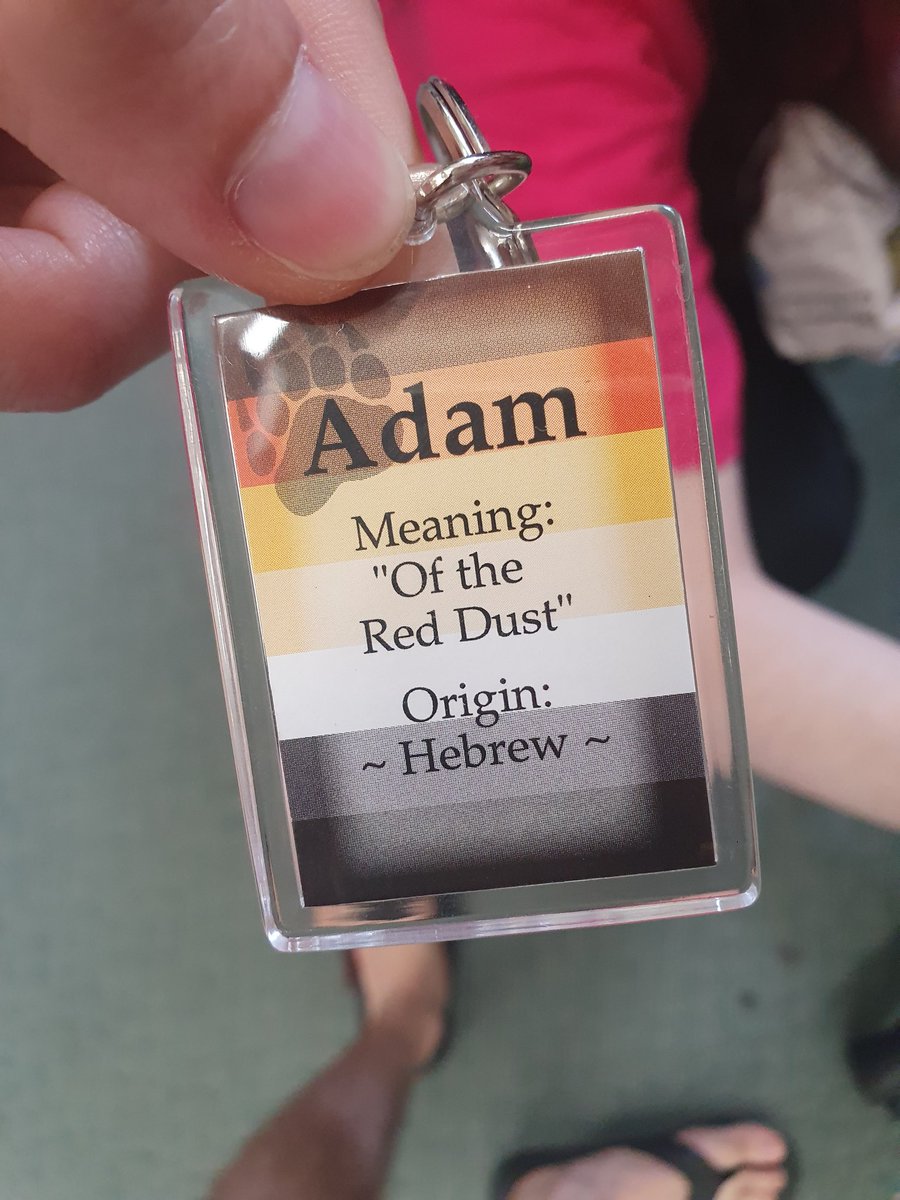 Adam
Meaning:
"Of the
Red Dust"
Origin:
~ Hebrew ~